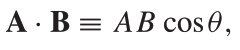 A · B ≡ AB cos θ,